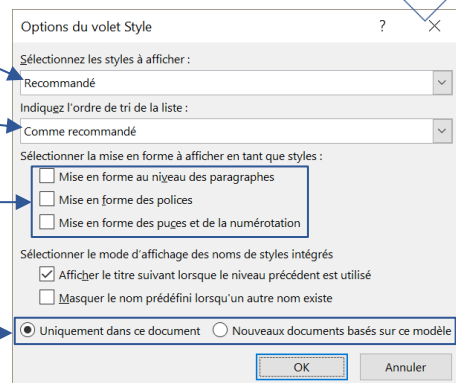 Options du volet Style ?
Sélectionnez les styles à afficher :
Recommandé
Indiquez l'ordre de tri de la liste :
Comme recommandé
Sélectionner la mise en forme à afficher en tant que styles :
Mise en forme au niveau des paragraphes
Mise en forme des polices
Mise en forme des puces et de la numérotation
Sélectionner le mode d'affichage des noms de styles intégrés
Afficher le titre suivant lorsque le niveau précédent est utilisé
Masquer le nom prédéfini lorsqu'un autre nom existe
Uniquement dans ce document Nouveaux documents basés sur ce modèle
OK Annuler